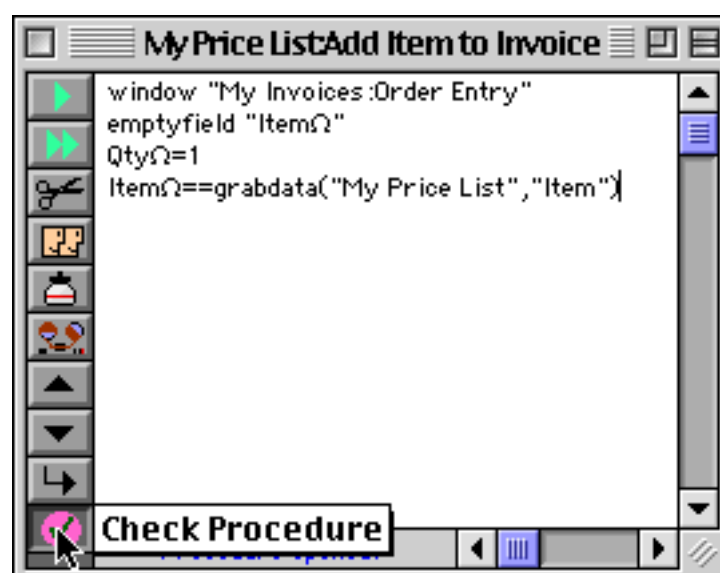 My Price List:Add Item to Invoice
window "My Invoices:Order Entry"
emptyfield "ItemΩ"
QtyΩ=1
ItemΩ==grabdata("My Price List","Item")
Check Procedure